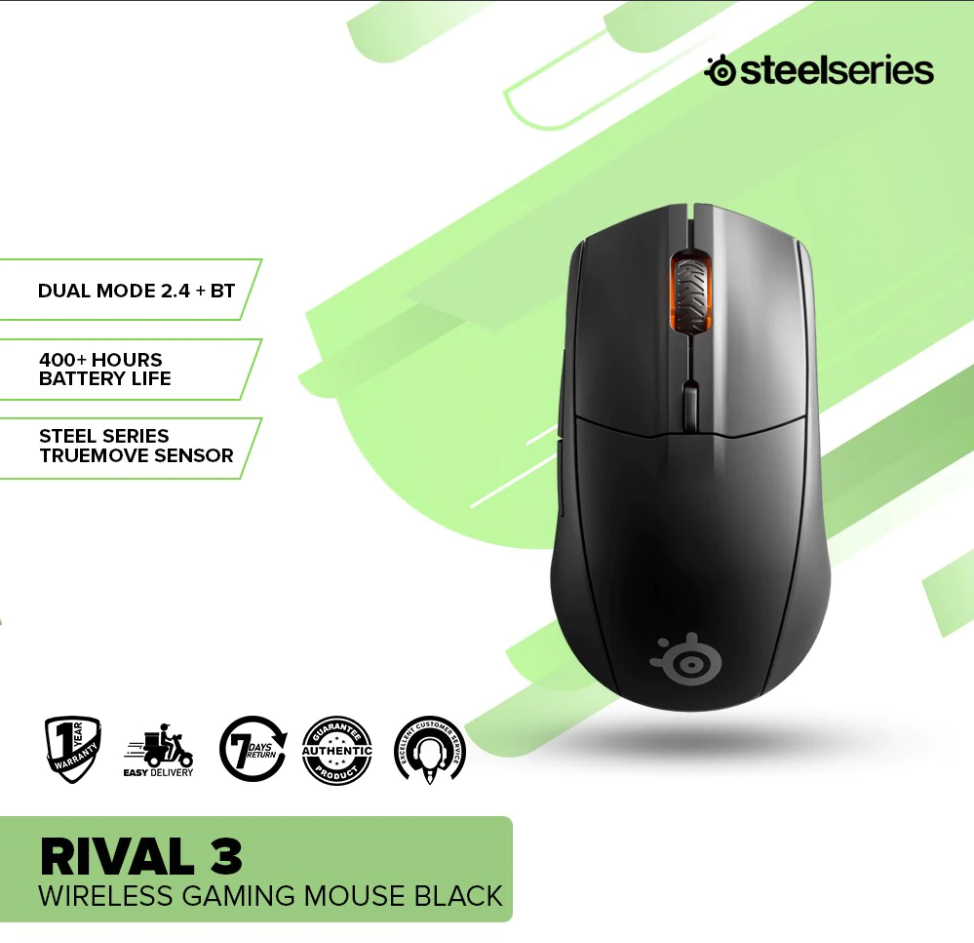 steelseries
DUAL MODE 2.4 + BT
400+ HOURS
BATTERY LIFE
STEEL SERIES
TRUEMOVE SENSOR
1 YEAR
WARRANTY
EASY DELIVERY
7 DAYS
RETURN
GUARANTEE
AUTHENTIC
PRODUCT
EXCELLENT CUSTOMER SERVICE
RIVAL 3
WIRELESS GAMING MOUSE BLACK